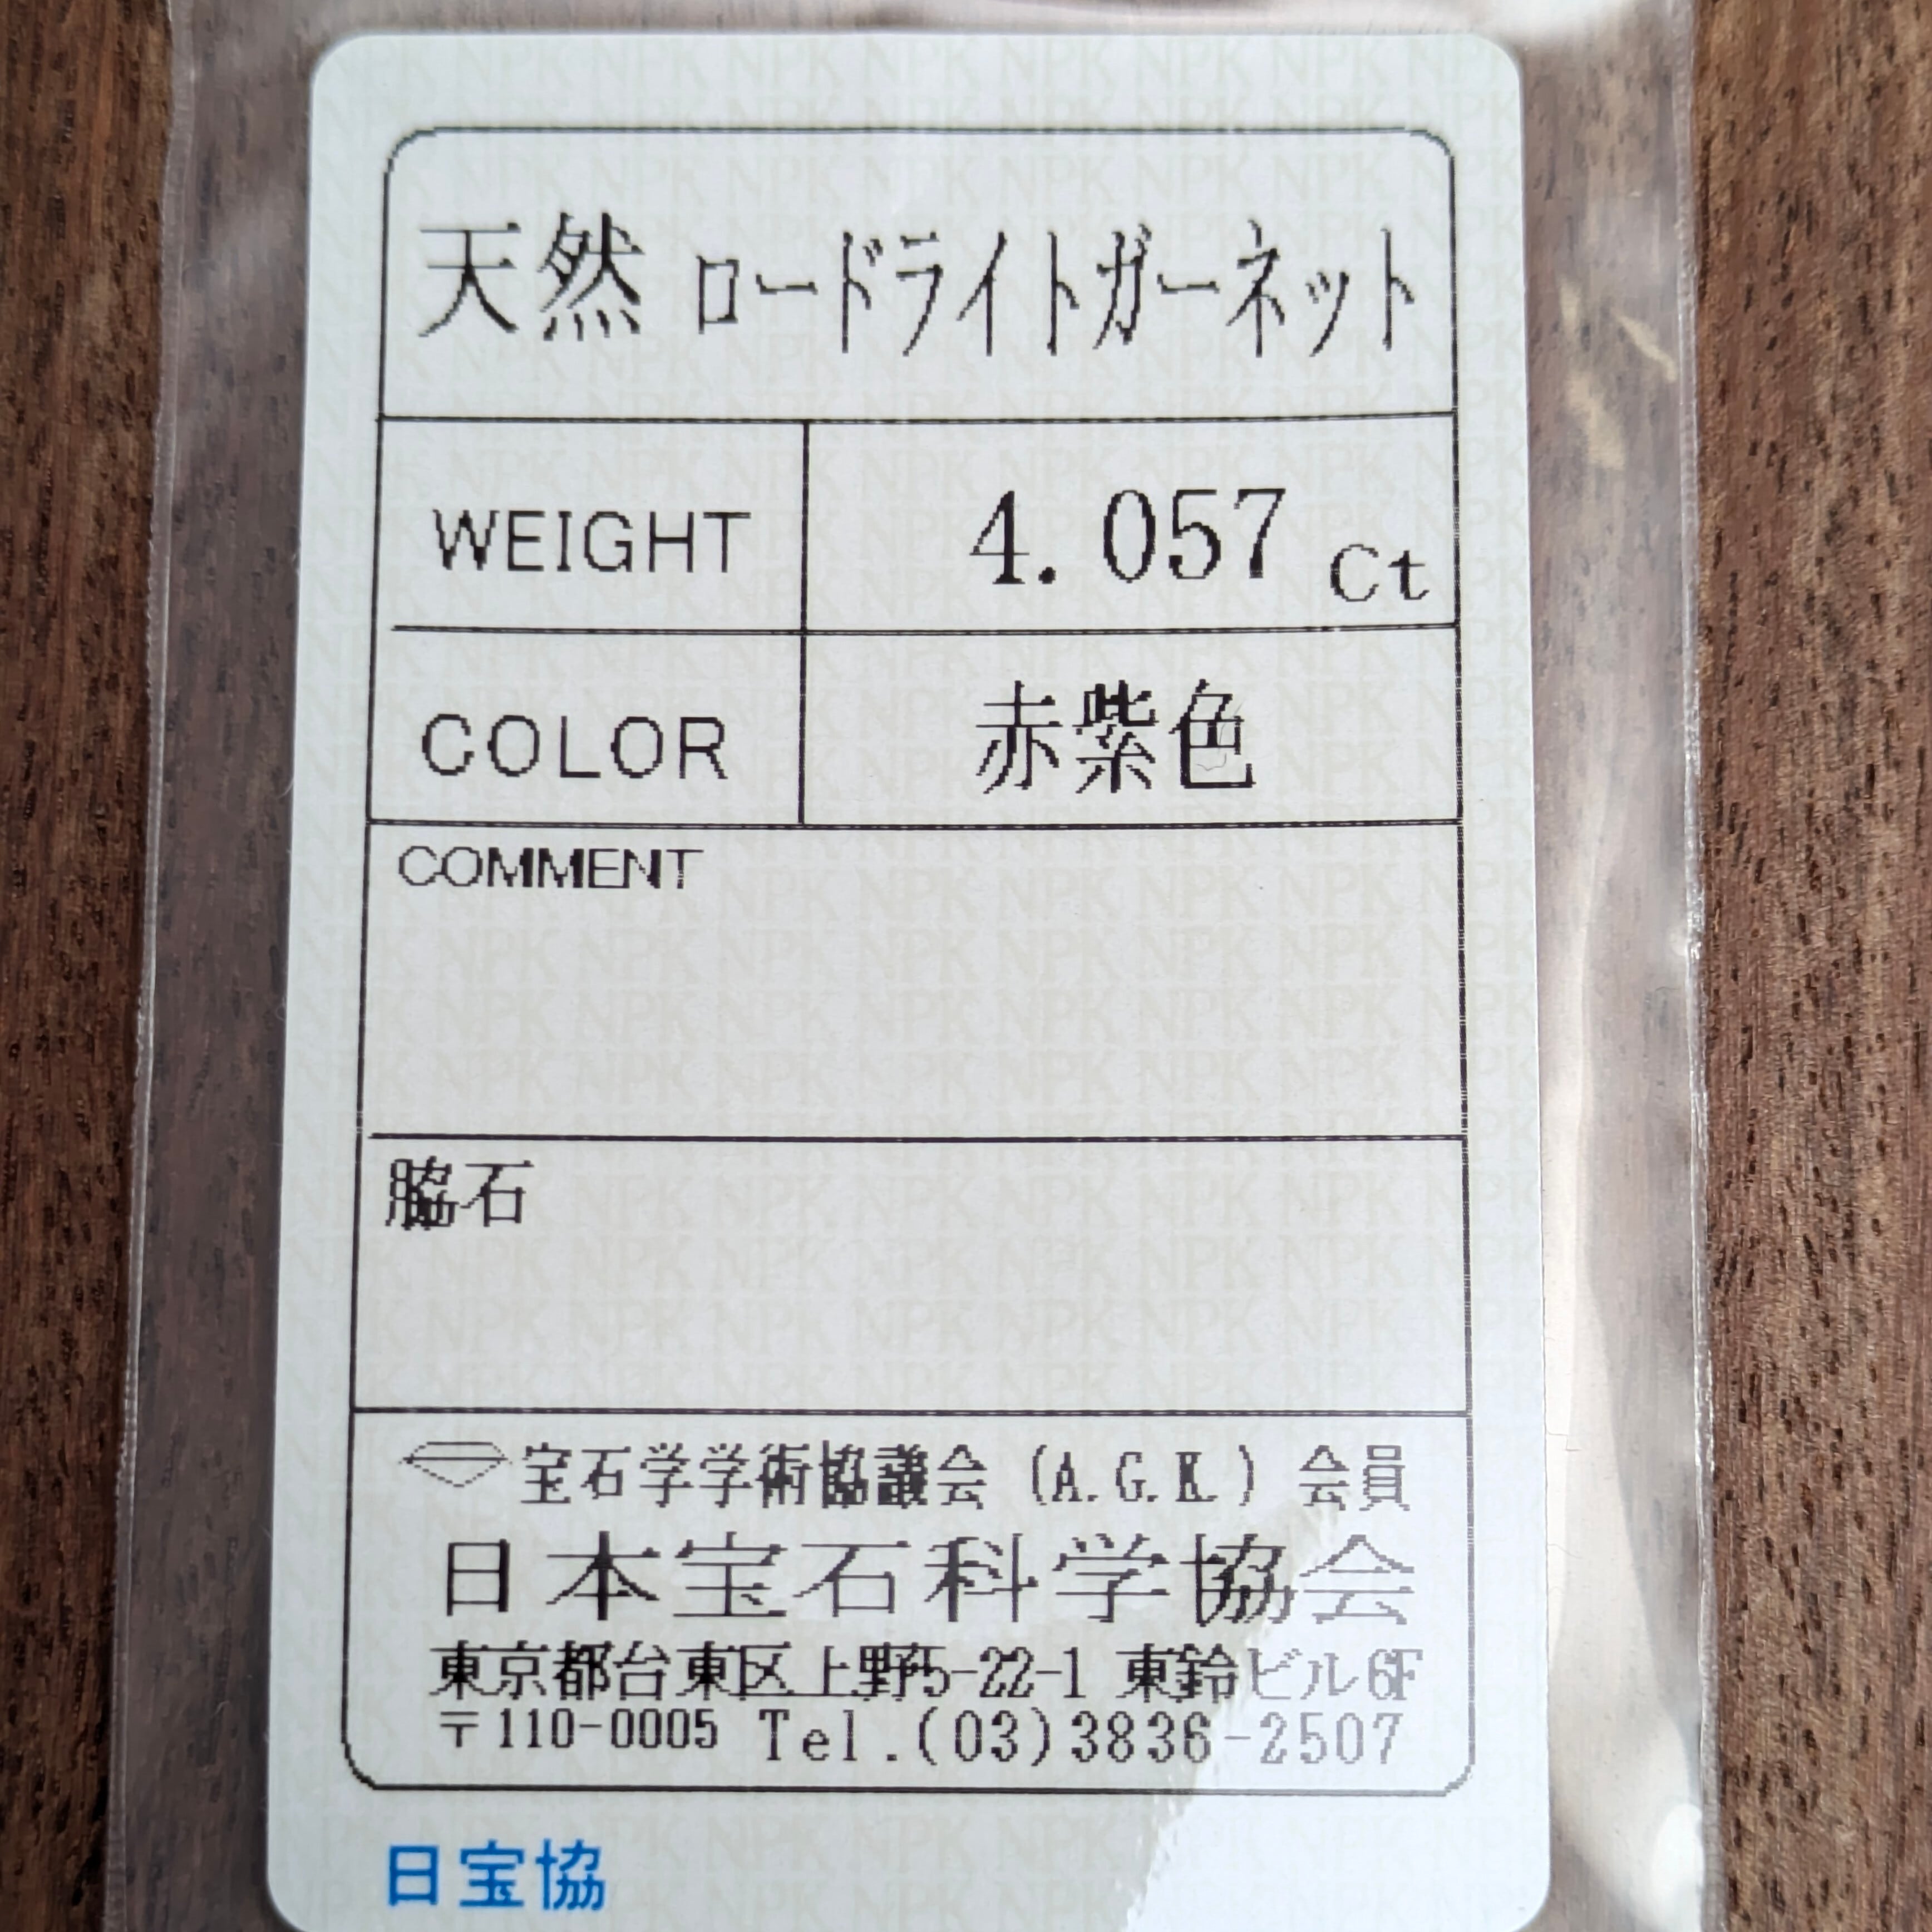 天然 ロードライトガーネット
WEIGHT 4.057 Ct
COLOR 赤紫色
COMMENT
脇石
宝石学学術協議会 (A.G.K.) 会員
日本宝石科学協会
東京都台東区上野5-22-1 東鈴ビル6F
〒110-0005 Tel.(03)3836-2507
日宝協